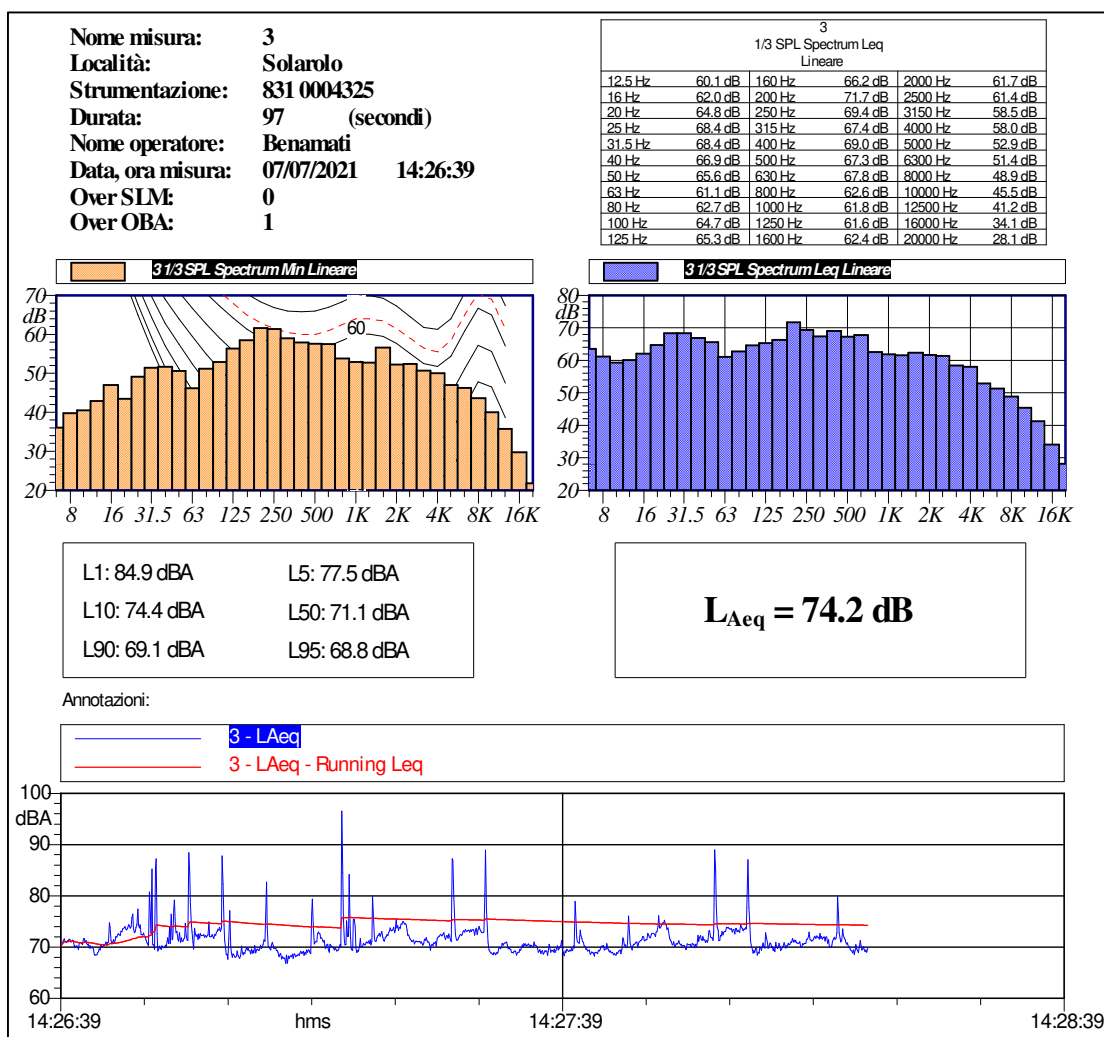 Nome misura: 3
Località: Solarolo
Strumentazione: 831 0004325
Durata: 97 (secondi)
Nome operatore: Benamati
Data, ora misura: 07/07/2021 14:26:39
Over SLM: 0
Over OBA: 1
3
1/3 SPL Spectrum Leq
Lineare
12.5 Hz 60.1 dB 160 Hz 66.2 dB 2000 Hz 61.7 dB
16 Hz 62.0 dB 200 Hz 71.7 dB 2500 Hz 61.4 dB
20 Hz 64.8 dB 250 Hz 69.4 dB 3150 Hz 58.5 dB
25 Hz 68.4 dB 315 Hz 67.4 dB 4000 Hz 58.0 dB
31.5 Hz 68.4 dB 400 Hz 69.0 dB 5000 Hz 52.9 dB
40 Hz 66.9 dB 500 Hz 67.3 dB 6300 Hz 51.4 dB
50 Hz 65.6 dB 630 Hz 67.8 dB 8000 Hz 48.9 dB
63 Hz 61.1 dB 800 Hz 62.6 dB 10000 Hz 45.5 dB
80 Hz 62.7 dB 1000 Hz 61.8 dB 12500 Hz 41.2 dB
100 Hz 64.7 dB 1250 Hz 61.6 dB 16000 Hz 34.1 dB
125 Hz 65.3 dB 1600 Hz 62.4 dB 20000 Hz 28.1 dB
3 1/3 SPL Spectrum Min Lineare
70
dB
60
50
40
30
20
60
8 16 31.5 63 125 250 500 1K 2K 4K 8K 16K
3 1/3 SPL Spectrum Leq Lineare
80
dB
70
60
50
40
30
20
8 16 31.5 63 125 250 500 1K 2K 4K 8K 16K
L1: 84.9 dBA L5: 77.5 dBA
L10: 74.4 dBA L50: 71.1 dBA
L90: 69.1 dBA L95: 68.8 dBA
LAeq = 74.2 dB
Annotazioni:
3 - LAeq
3 - LAeq - Running Leq
100
dBA
90
80
70
60
14:26:39 hms 14:27:39 14:28:39